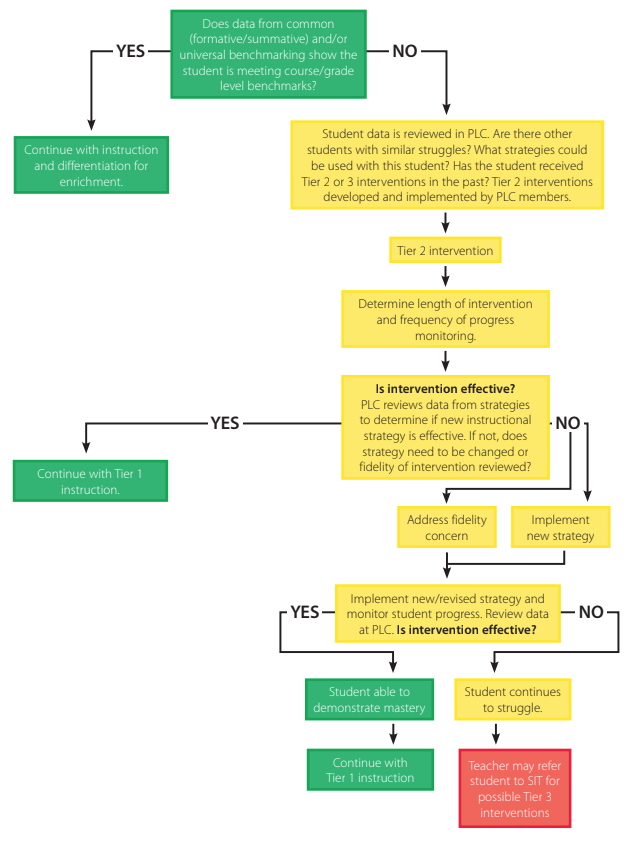 Does data from common
(formative/summative) and/or
universal benchmarking show the
student is meeting course/grade
level benchmarks?
YES
NO
Continue with instruction
and differentiation for
enrichment.
Student data is reviewed in PLC. Are there other
students with similar struggles? What strategies could
be used with this student? Has the student received
Tier 2 or 3 interventions in the past? Tier 2 interventions
developed and implemented by PLC members.
Tier 2 intervention
Determine length of intervention
and frequency of progress
monitoring.
Is intervention effective?
PLC reviews data from strategies
to determine if new instructional
strategy is effective. If not, does
strategy need to be changed or
fidelity of intervention reviewed?
YES
NO
Continue with Tier 1
instruction.
Address fidelity
concern
Implement
new strategy
Implement new/revised strategy and
monitor student progress. Review data
at PLC. Is intervention effective?
YES
NO
Student able to
demonstrate mastery
Student continues
to struggle.
Continue with
Tier 1 instruction
Teacher may refer
student to SIT for
possible Tier 3
interventions